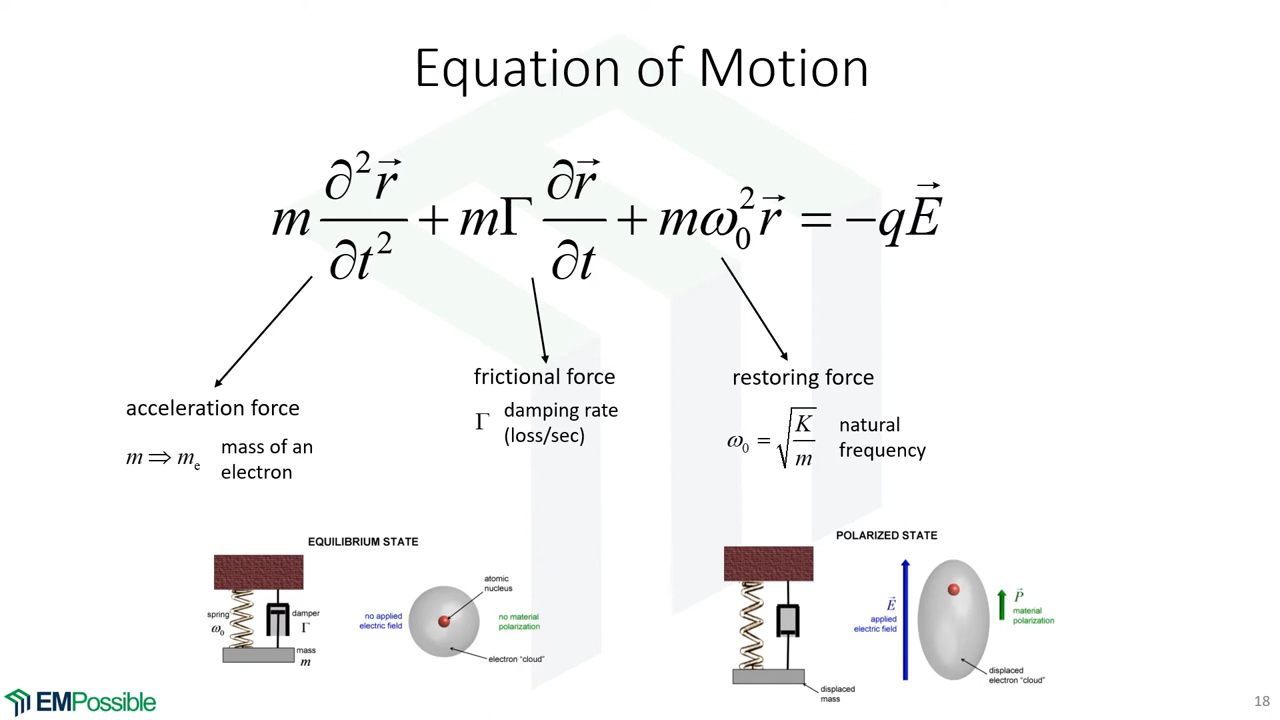 Equation of Motion
m ∂²r⃗/∂t² + mΓ ∂r⃗/∂t + mω₀²r⃗ = −qE⃗
acceleration force
m ⇒ mₑ
mass of an
electron
frictional force
Γ
damping rate
(loss/sec)
restoring force
ω₀ = √(K/m)
natural
frequency
EQUILIBRIUM STATE
spring
ω₀
damper
Γ
mass
m
no applied
electric field
atomic
nucleus
no material
polarization
electron “cloud”
POLARIZED STATE
displaced
mass
E⃗
applied
electric field
P⃗
material
polarization
displaced
electron “cloud”
EMPossible
18